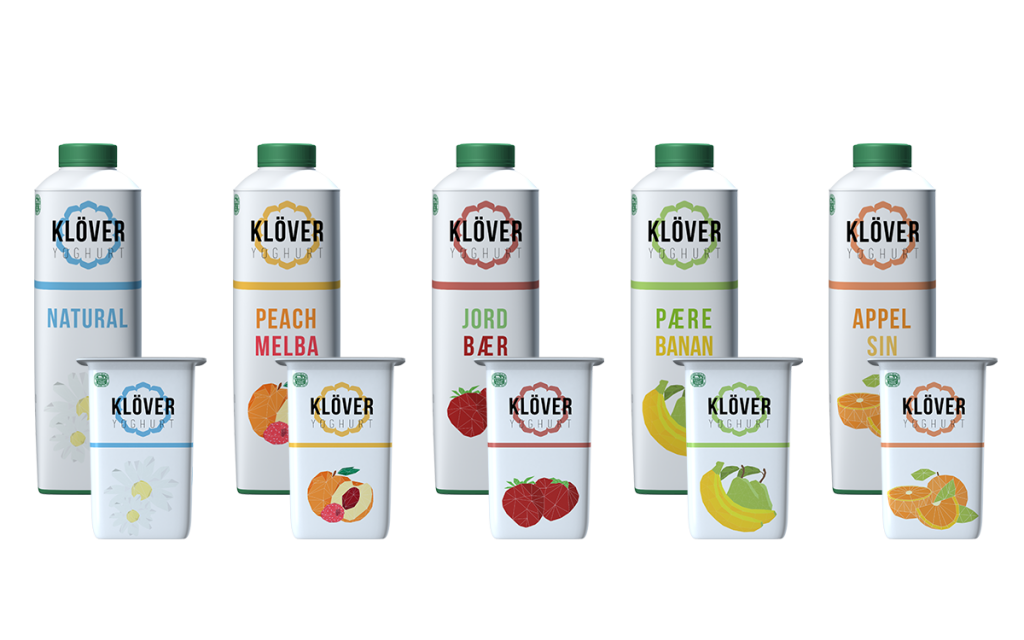 KLÖVER
YOGHURT
NATURAL
KLÖVER
YOGHURT
PEACH
MELBA
KLÖVER
YOGHURT
JORD
BÆR
KLÖVER
YOGHURT
PÆRE
BANAN
KLÖVER
YOGHURT
APPEL
SIN
KLÖVER
YOGHURT
KLÖVER
YOGHURT
KLÖVER
YOGHURT
KLÖVER
YOGHURT
KLÖVER
YOGHURT